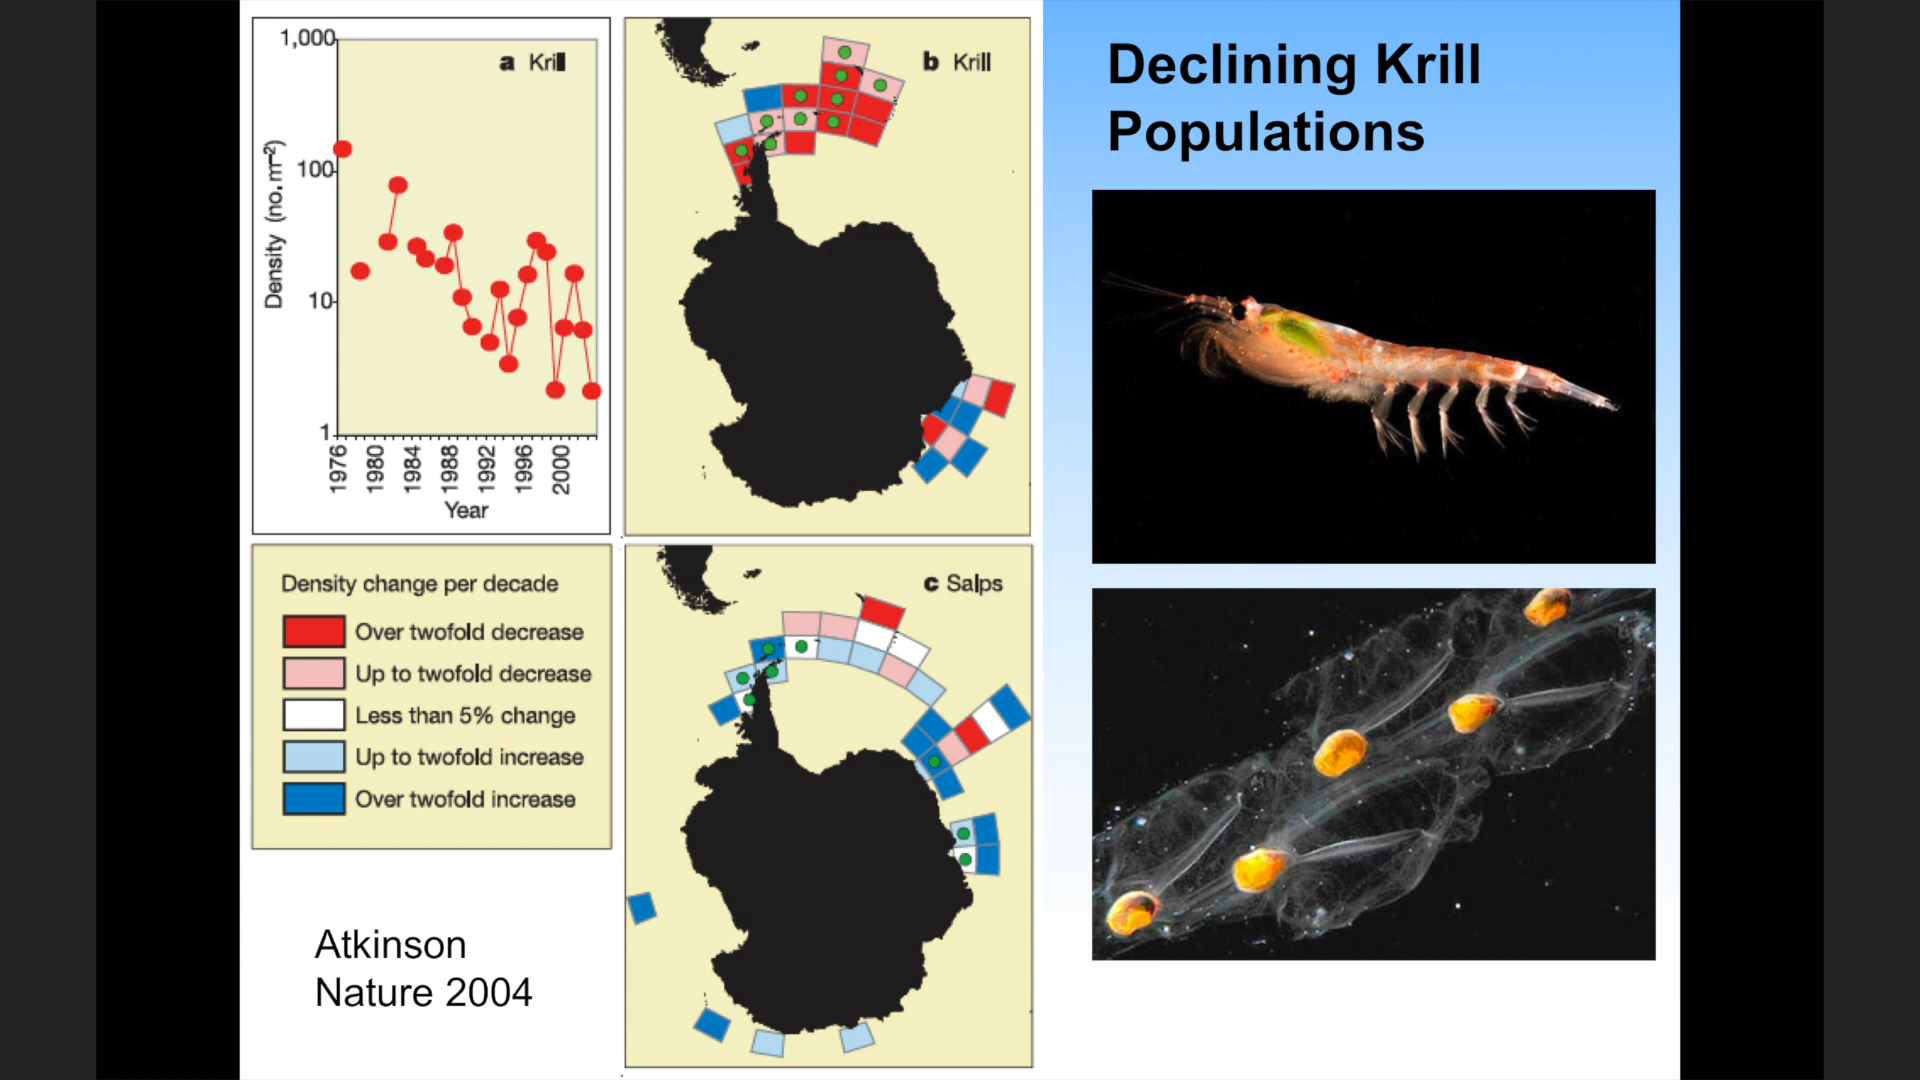 Declining Krill
Populations
a Krill
1,000
100
10
1
Density (no.m⁻²)
1976
1980
1984
1988
1992
1996
2000
Year
b Krill
Density change per decade
Over twofold decrease
Up to twofold decrease
Less than 5% change
Up to twofold increase
Over twofold increase
c Salps
Atkinson
Nature 2004